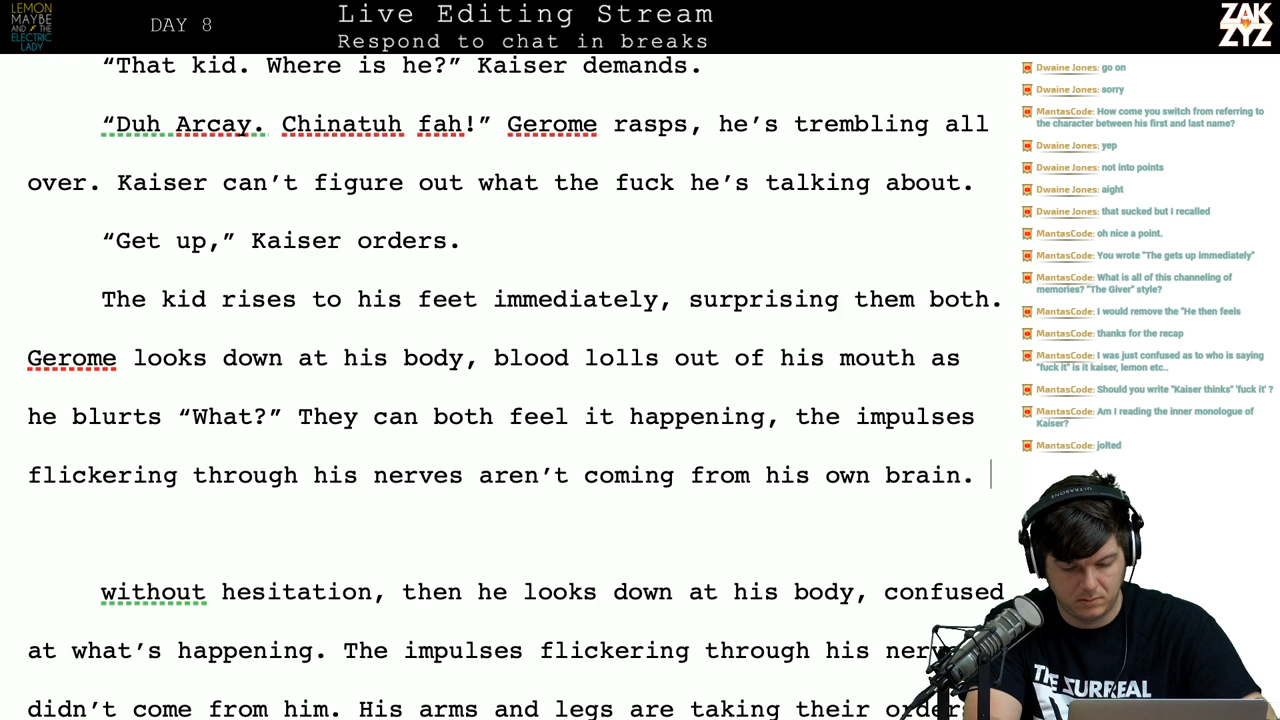 LEMON
MAYBE
AND THE
ELECTRIC
LADY
DAY 8
Live Editing Stream
Respond to chat in breaks
ZAK
ZYZ
“That kid. Where is he?” Kaiser demands.
“Duh Arcay. Chinatuh fah!” Gerome rasps, he’s trembling all
over. Kaiser can’t figure out what the fuck he’s talking about.
“Get up,” Kaiser orders.
The kid rises to his feet immediately, surprising them both.
Gerome looks down at his body, blood lolls out of his mouth as
he blurts “What?” They can both feel it happening, the impulses
flickering through his nerves aren’t coming from his own brain.
without hesitation, then he looks down at his body, confused
at what’s happening. The impulses flickering through his
didn’t come from him. His arms and legs are taking their orders
Dwaine Jones: go on
Dwaine Jones: sorry
MantasCode: How come you switch from referring to
the character between his first and last name?
Dwaine Jones: yep
Dwaine Jones: not into points
Dwaine Jones: aight
Dwaine Jones: that sucked but I recalled
MantasCode: oh nice a point.
MantasCode: You wrote "The gets up immediately"
MantasCode: What is all of this channeling of
memories? "The Giver" style?
MantasCode: I would remove the "He then feels
MantasCode: thanks for the recap
MantasCode: I was just confused as to who is saying
"fuck it" is it kaiser, lemon etc..
MantasCode: Should you write "Kaiser thinks" 'fuck it' ?
MantasCode: Am I reading the inner monologue of
Kaiser?
MantasCode: jolted
ULTRASONE
THE SURREAL